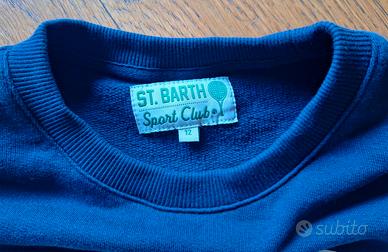 ST. BARTH
Sport Club
12
subito